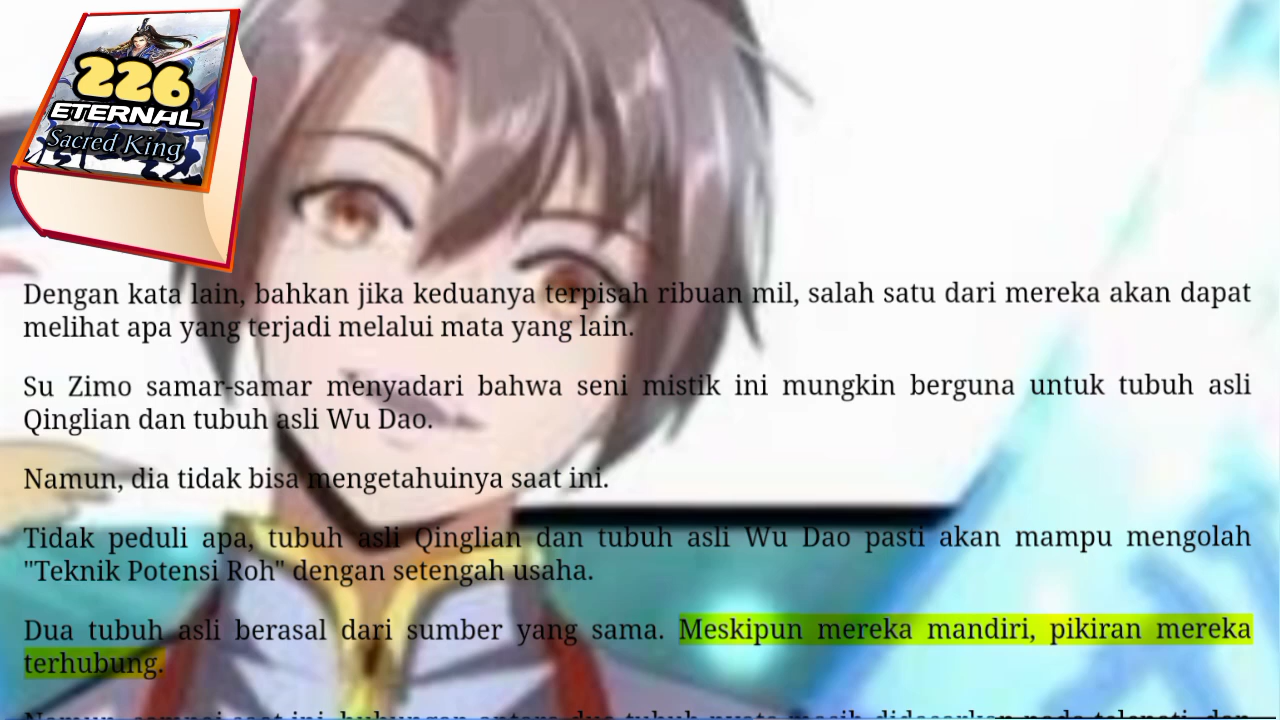 226
ETERNAL
Sacred King
Dengan kata lain, bahkan jika keduanya terpisah ribuan mil, salah satu dari mereka akan dapat
melihat apa yang terjadi melalui mata yang lain.
Su Zimo samar-samar menyadari bahwa seni mistik ini mungkin berguna untuk tubuh asli
Qinglian dan tubuh asli Wu Dao.
Namun, dia tidak bisa mengetahuinya saat ini.
Tidak peduli apa, tubuh asli Qinglian dan tubuh asli Wu Dao pasti akan mampu mengolah
"Teknik Potensi Roh" dengan setengah usaha.
Dua tubuh asli berasal dari sumber yang sama. Meskipun mereka mandiri, pikiran mereka
terhubung.